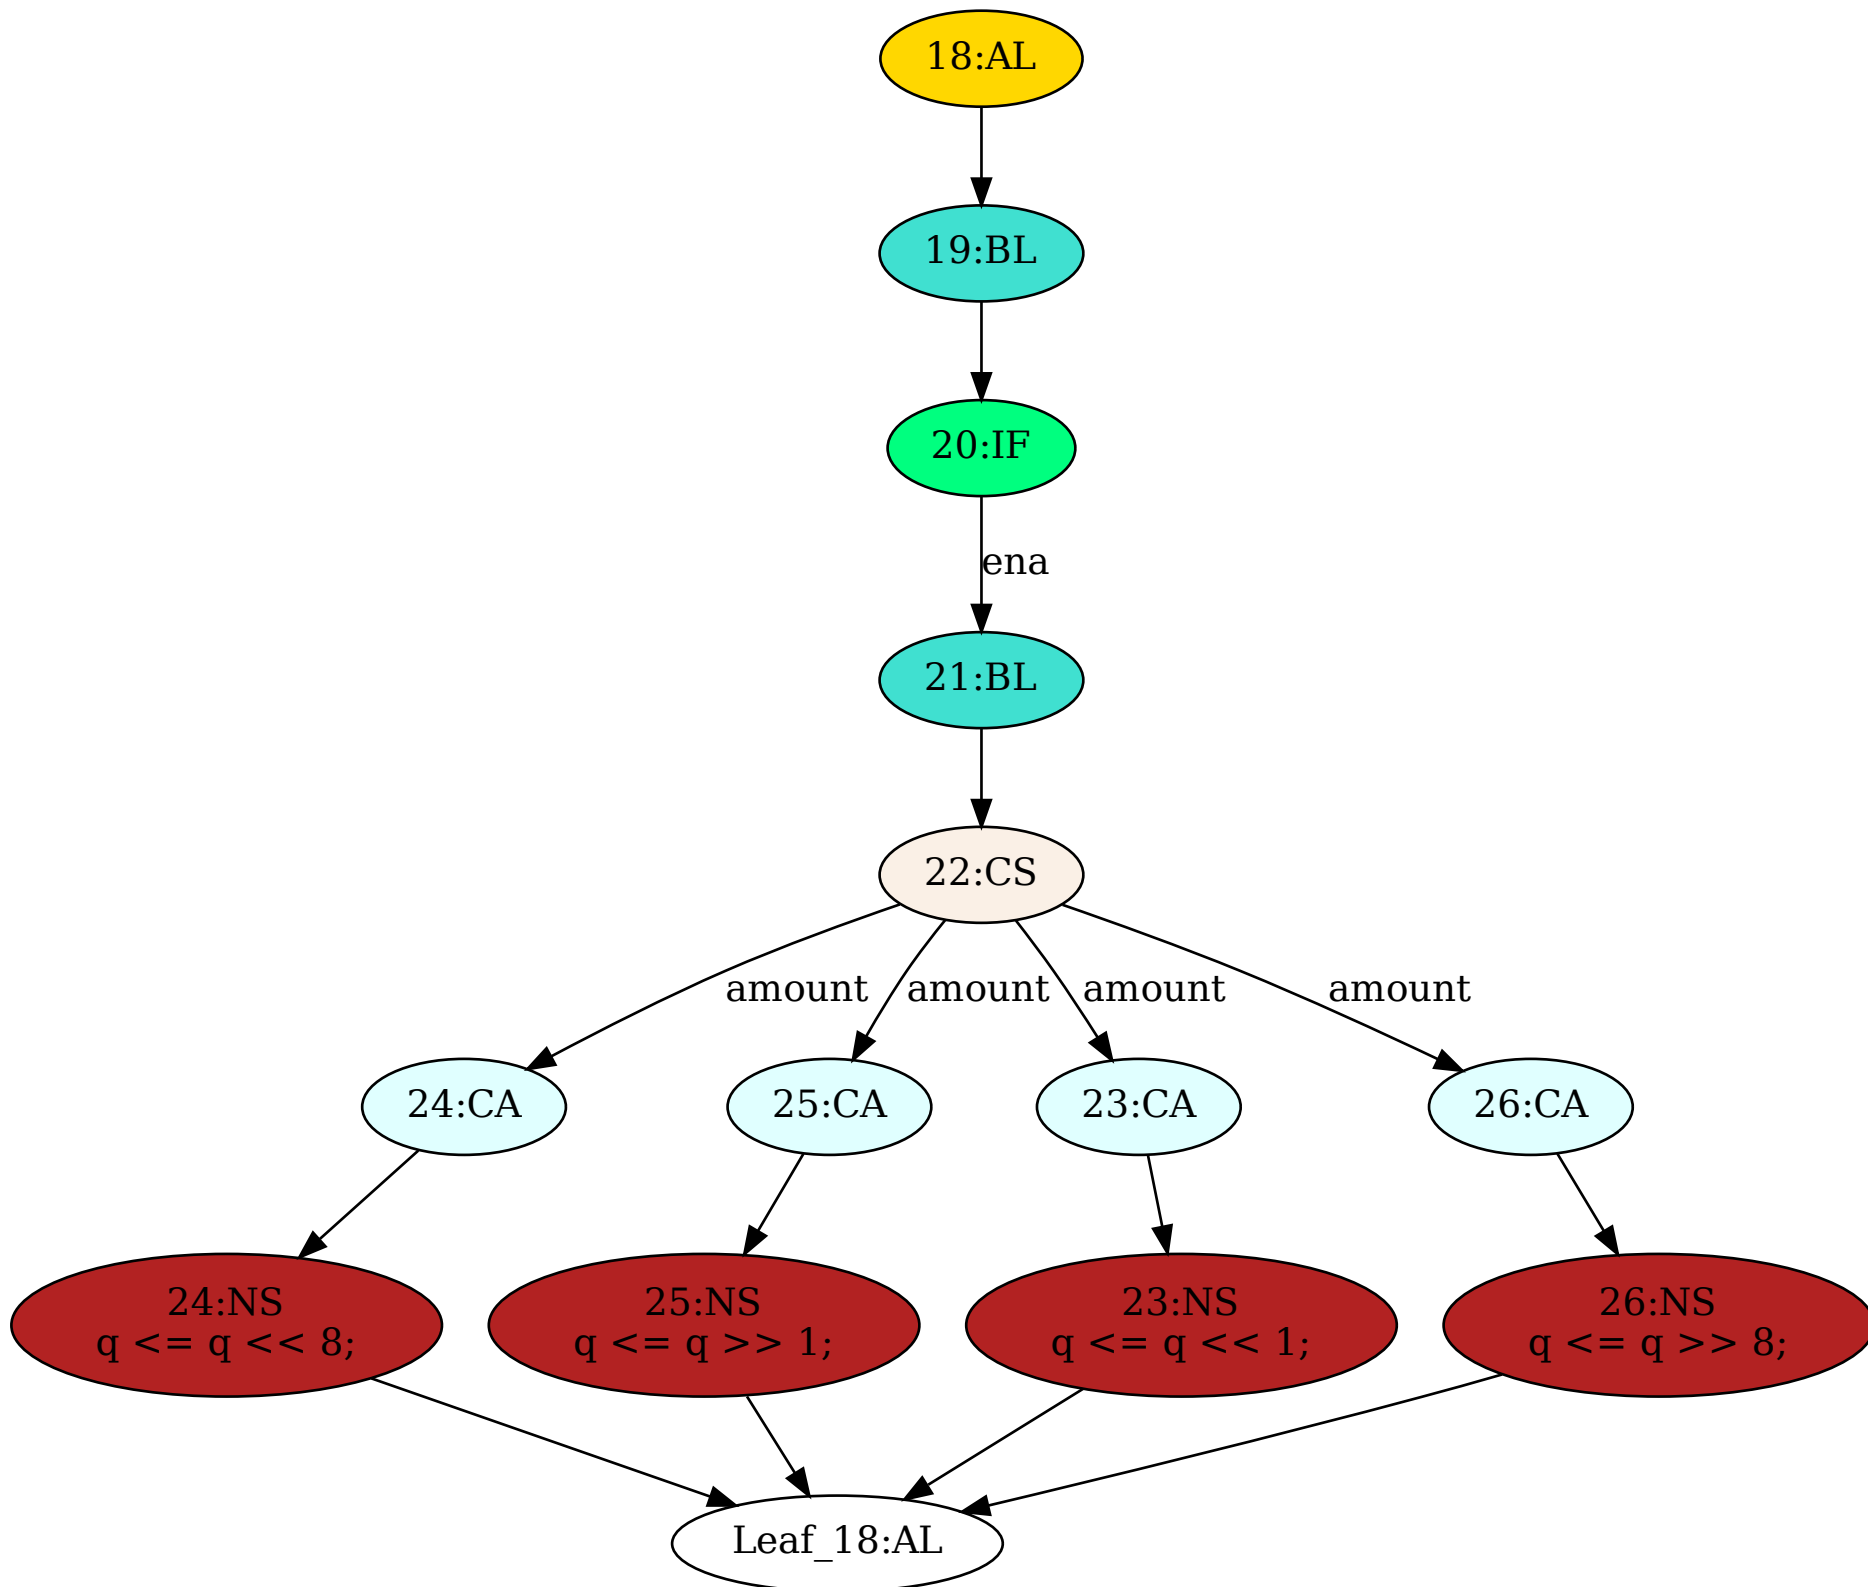 18:AL
19:BL
20:IF
ena
21:BL
22:CS
amount
amount
amount
amount
24:CA
25:CA
23:CA
26:CA
24:NS
q <= q << 8;
25:NS
q <= q >> 1;
23:NS
q <= q << 1;
26:NS
q <= q >> 8;
Leaf_18:AL